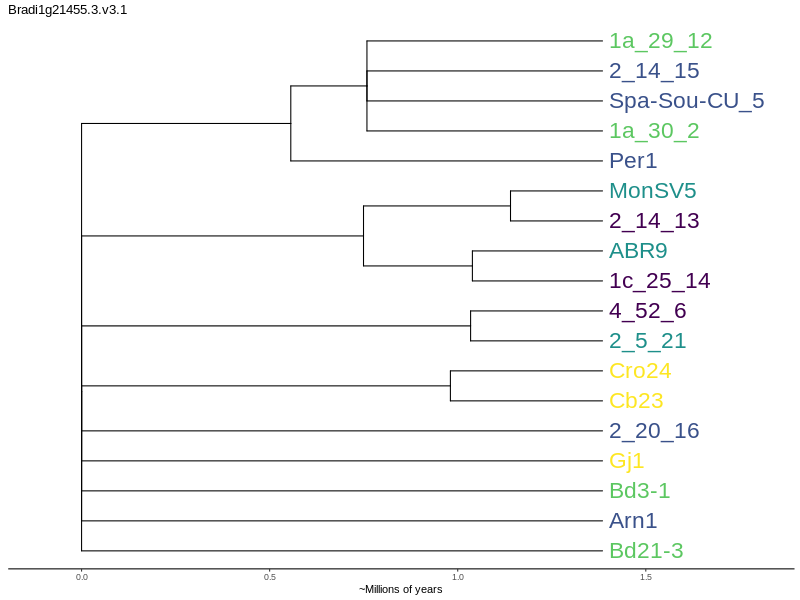 Bradi1g21455.3.v3.1
1a_29_12
2_14_15
Spa-Sou-CU_5
1a_30_2
Per1
MonSV5
2_14_13
ABR9
1c_25_14
4_52_6
2_5_21
Cro24
Cb23
2_20_16
Gj1
Bd3-1
Arn1
Bd21-3
0.0 0.5 1.0 1.5
~Millions of years